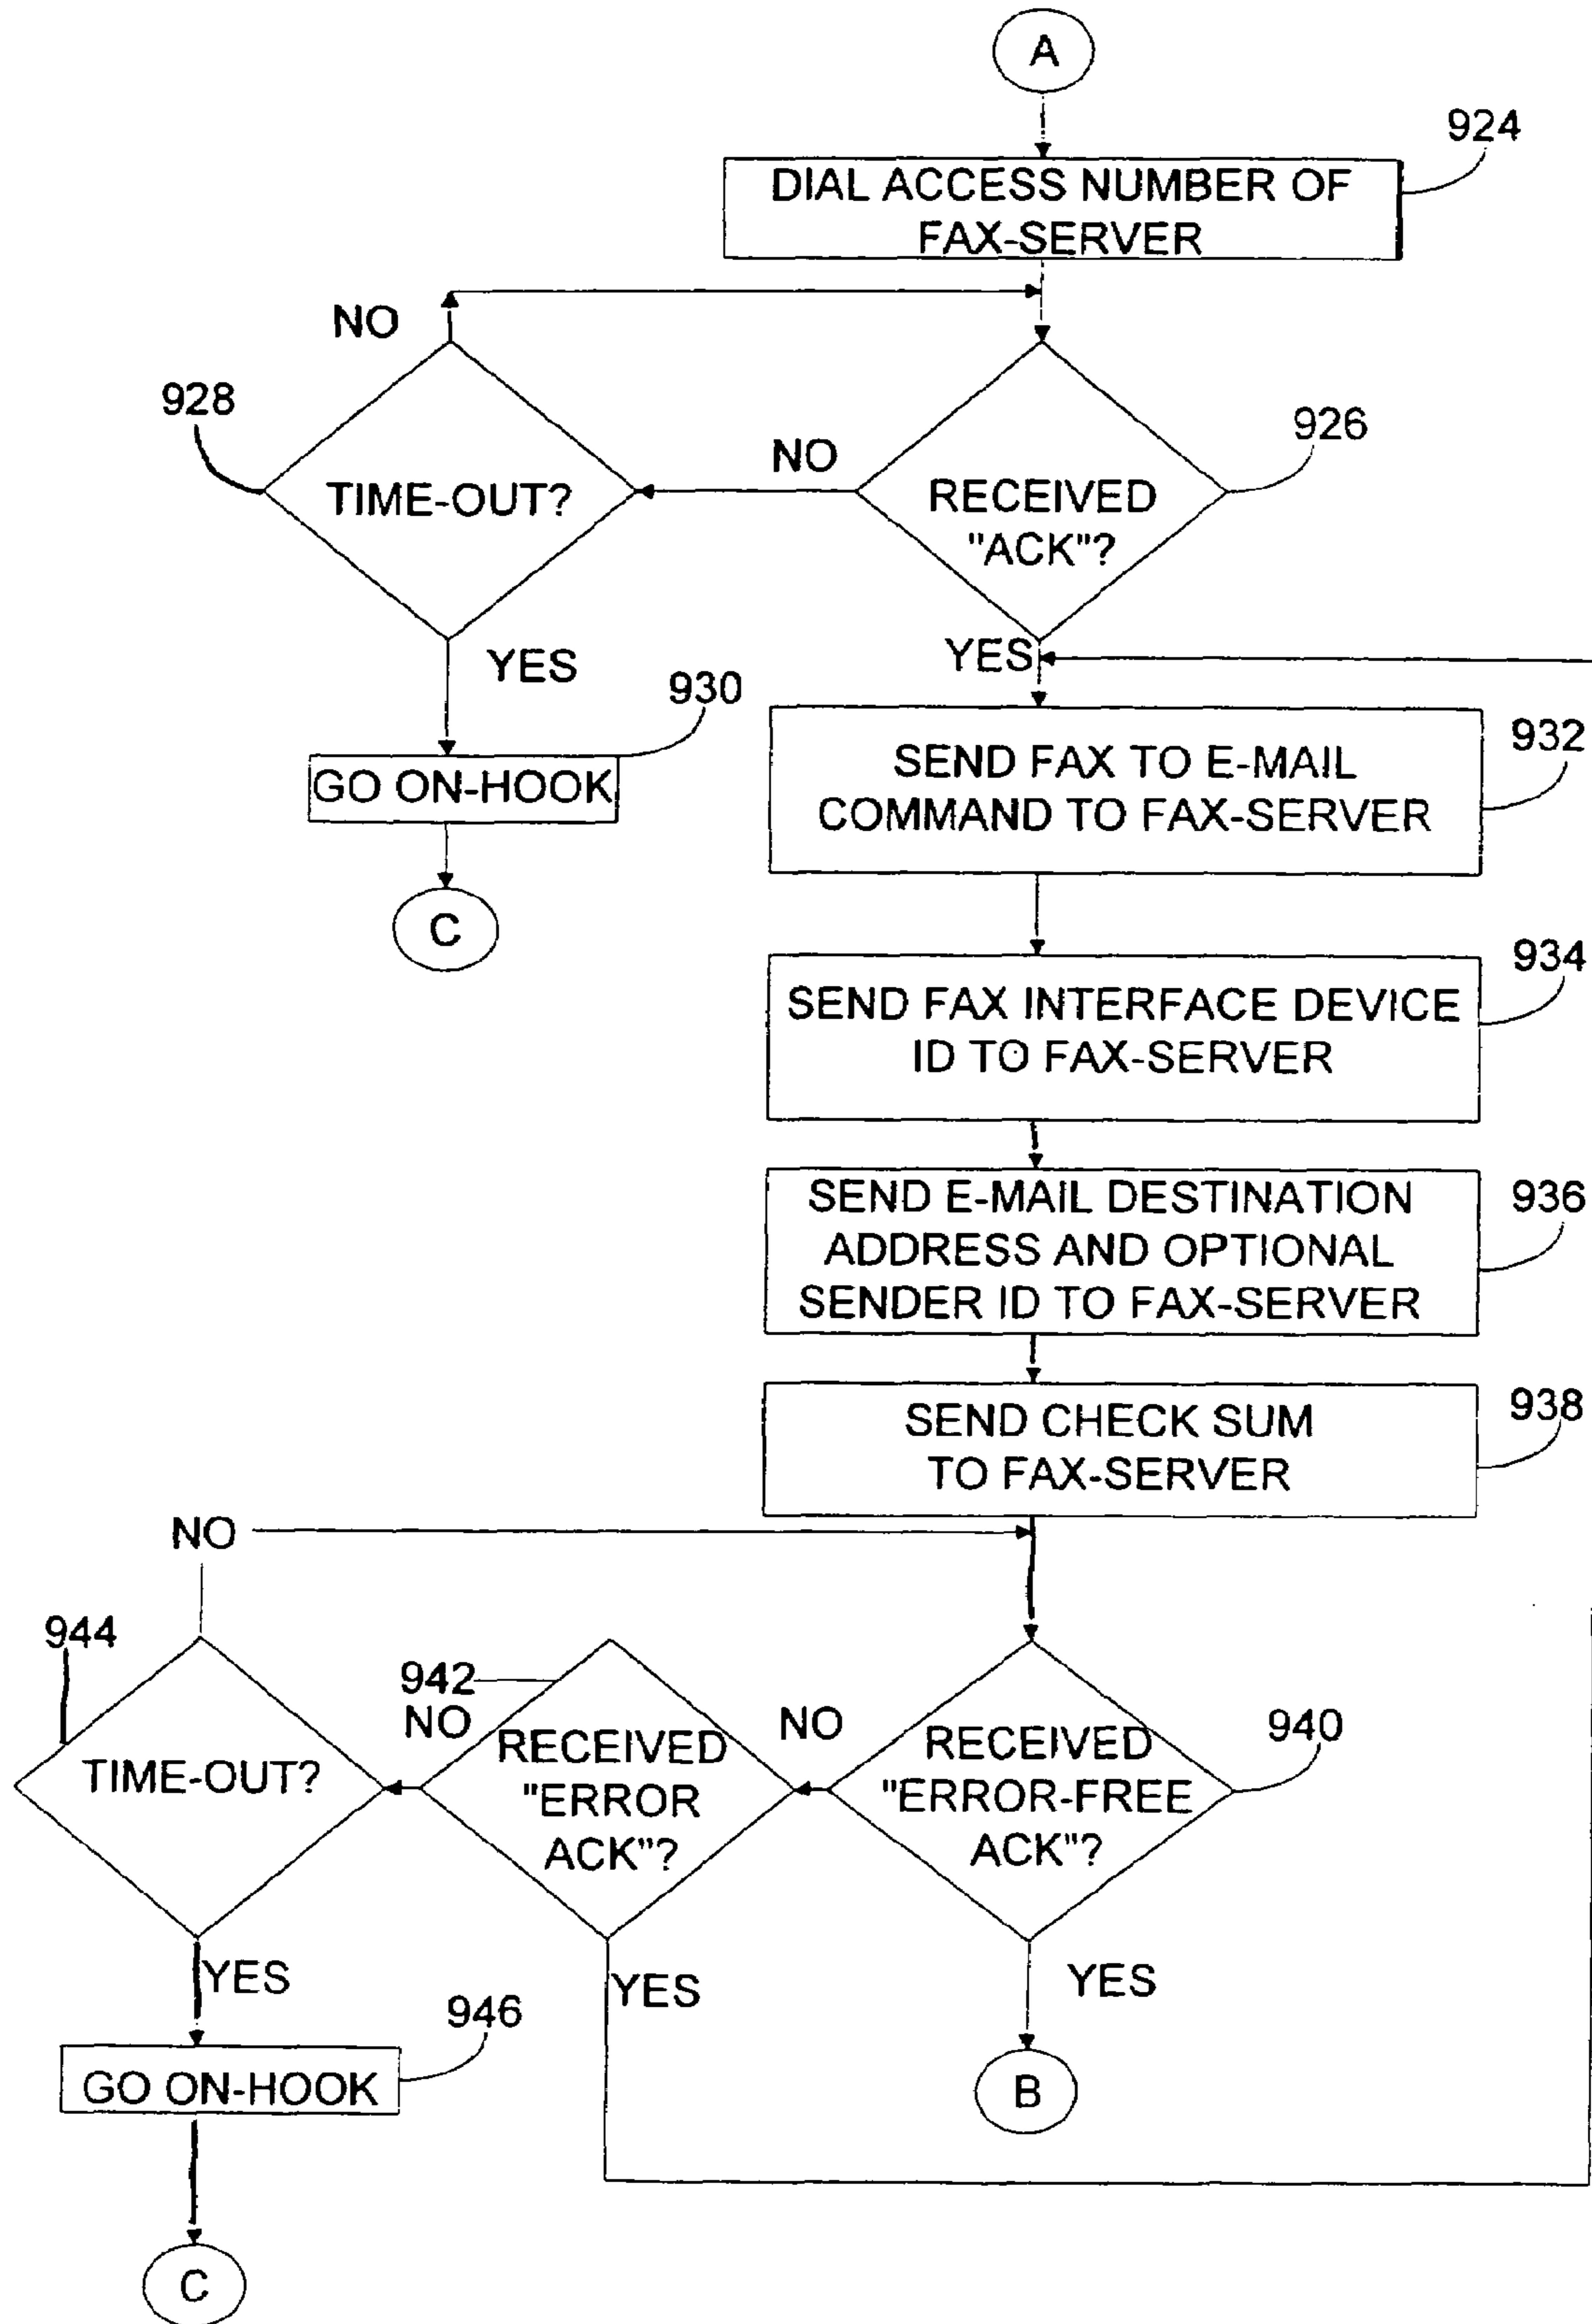 A
924
DIAL ACCESS NUMBER OF
FAX-SERVER
NO
928
926
NO
TIME-OUT?
RECEIVED
"ACK"?
YES
YES
930
GO ON-HOOK
932
SEND FAX TO E-MAIL
COMMAND TO FAX-SERVER
C
934
SEND FAX INTERFACE DEVICE
ID TO FAX-SERVER
936
SEND E-MAIL DESTINATION
ADDRESS AND OPTIONAL
SENDER ID TO FAX-SERVER
938
SEND CHECK SUM
TO FAX-SERVER
NO
944
942
NO
NO
940
TIME-OUT?
RECEIVED
"ERROR
ACK"?
RECEIVED
"ERROR-FREE
ACK"?
YES
YES
YES
946
GO ON-HOOK
B
C